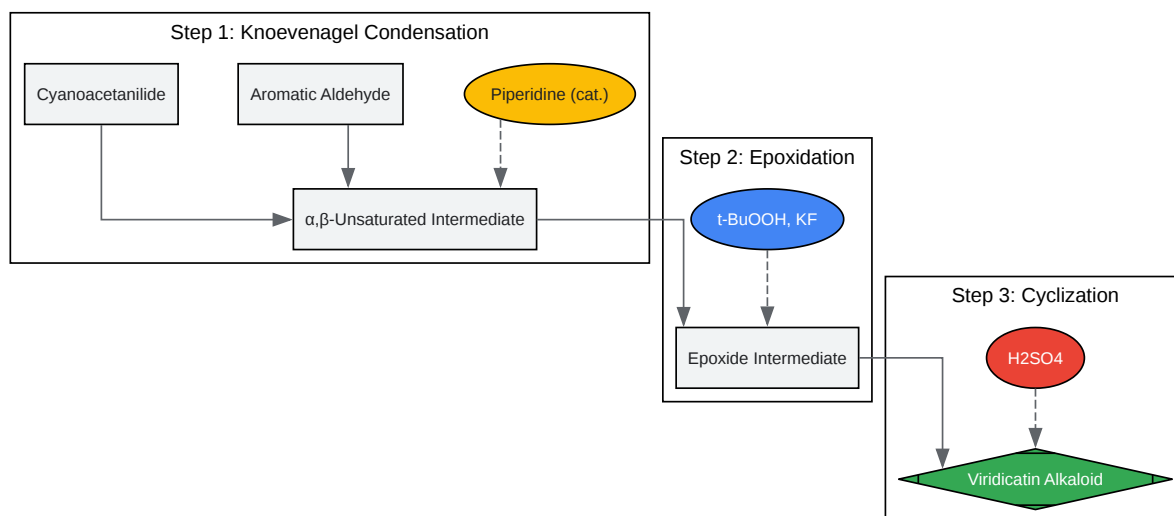 Step 1: Knoevenagel Condensation
Cyanoacetanilide
Aromatic Aldehyde
Piperidine (cat.)
α,β-Unsaturated Intermediate
Step 2: Epoxidation
t-BuOOH, KF
Epoxide Intermediate
Step 3: Cyclization
H2SO4
Viridicatin Alkaloid